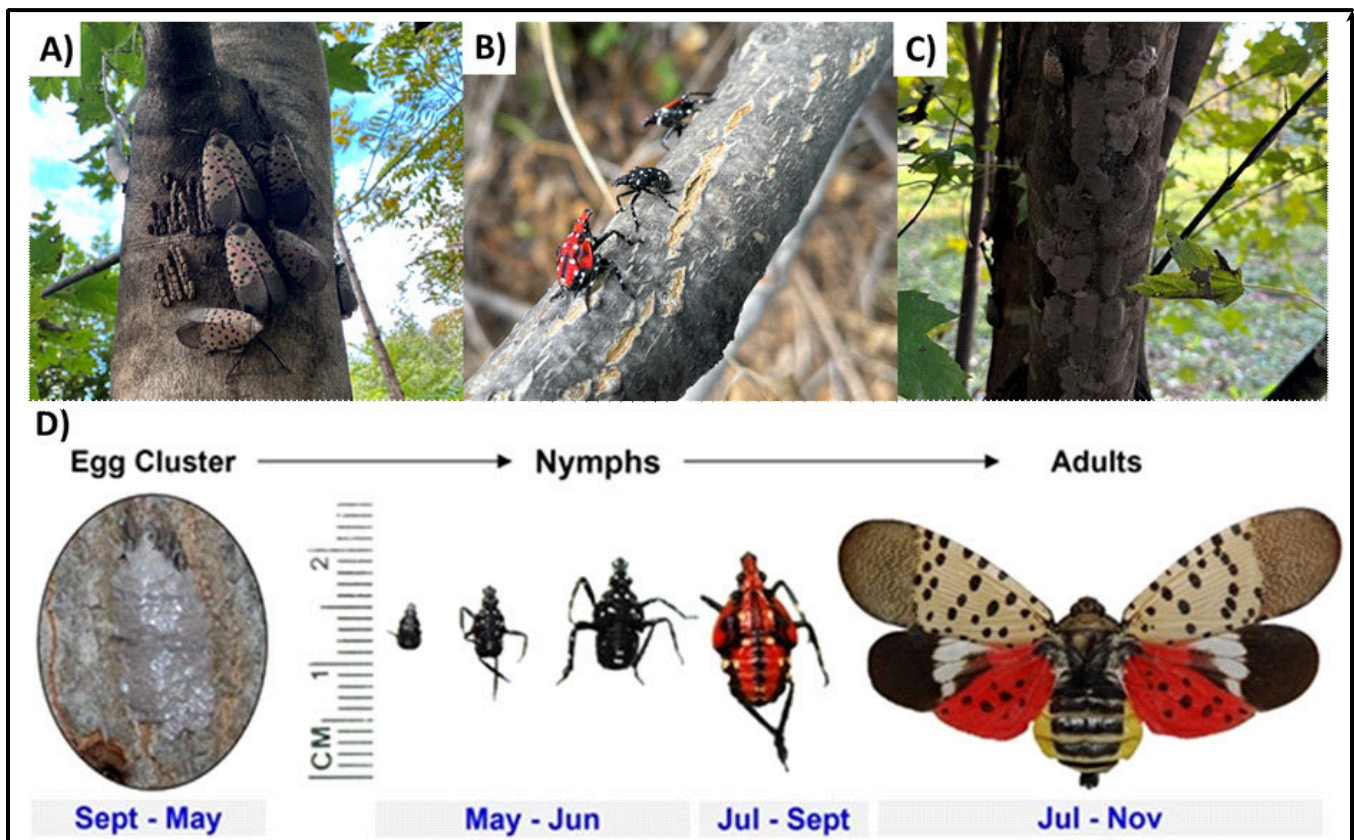 A)
B)
C)
D)
Egg Cluster
Nymphs
Adults
2
1
CM
Sept - May
May - Jun
Jul - Sept
Jul - Nov